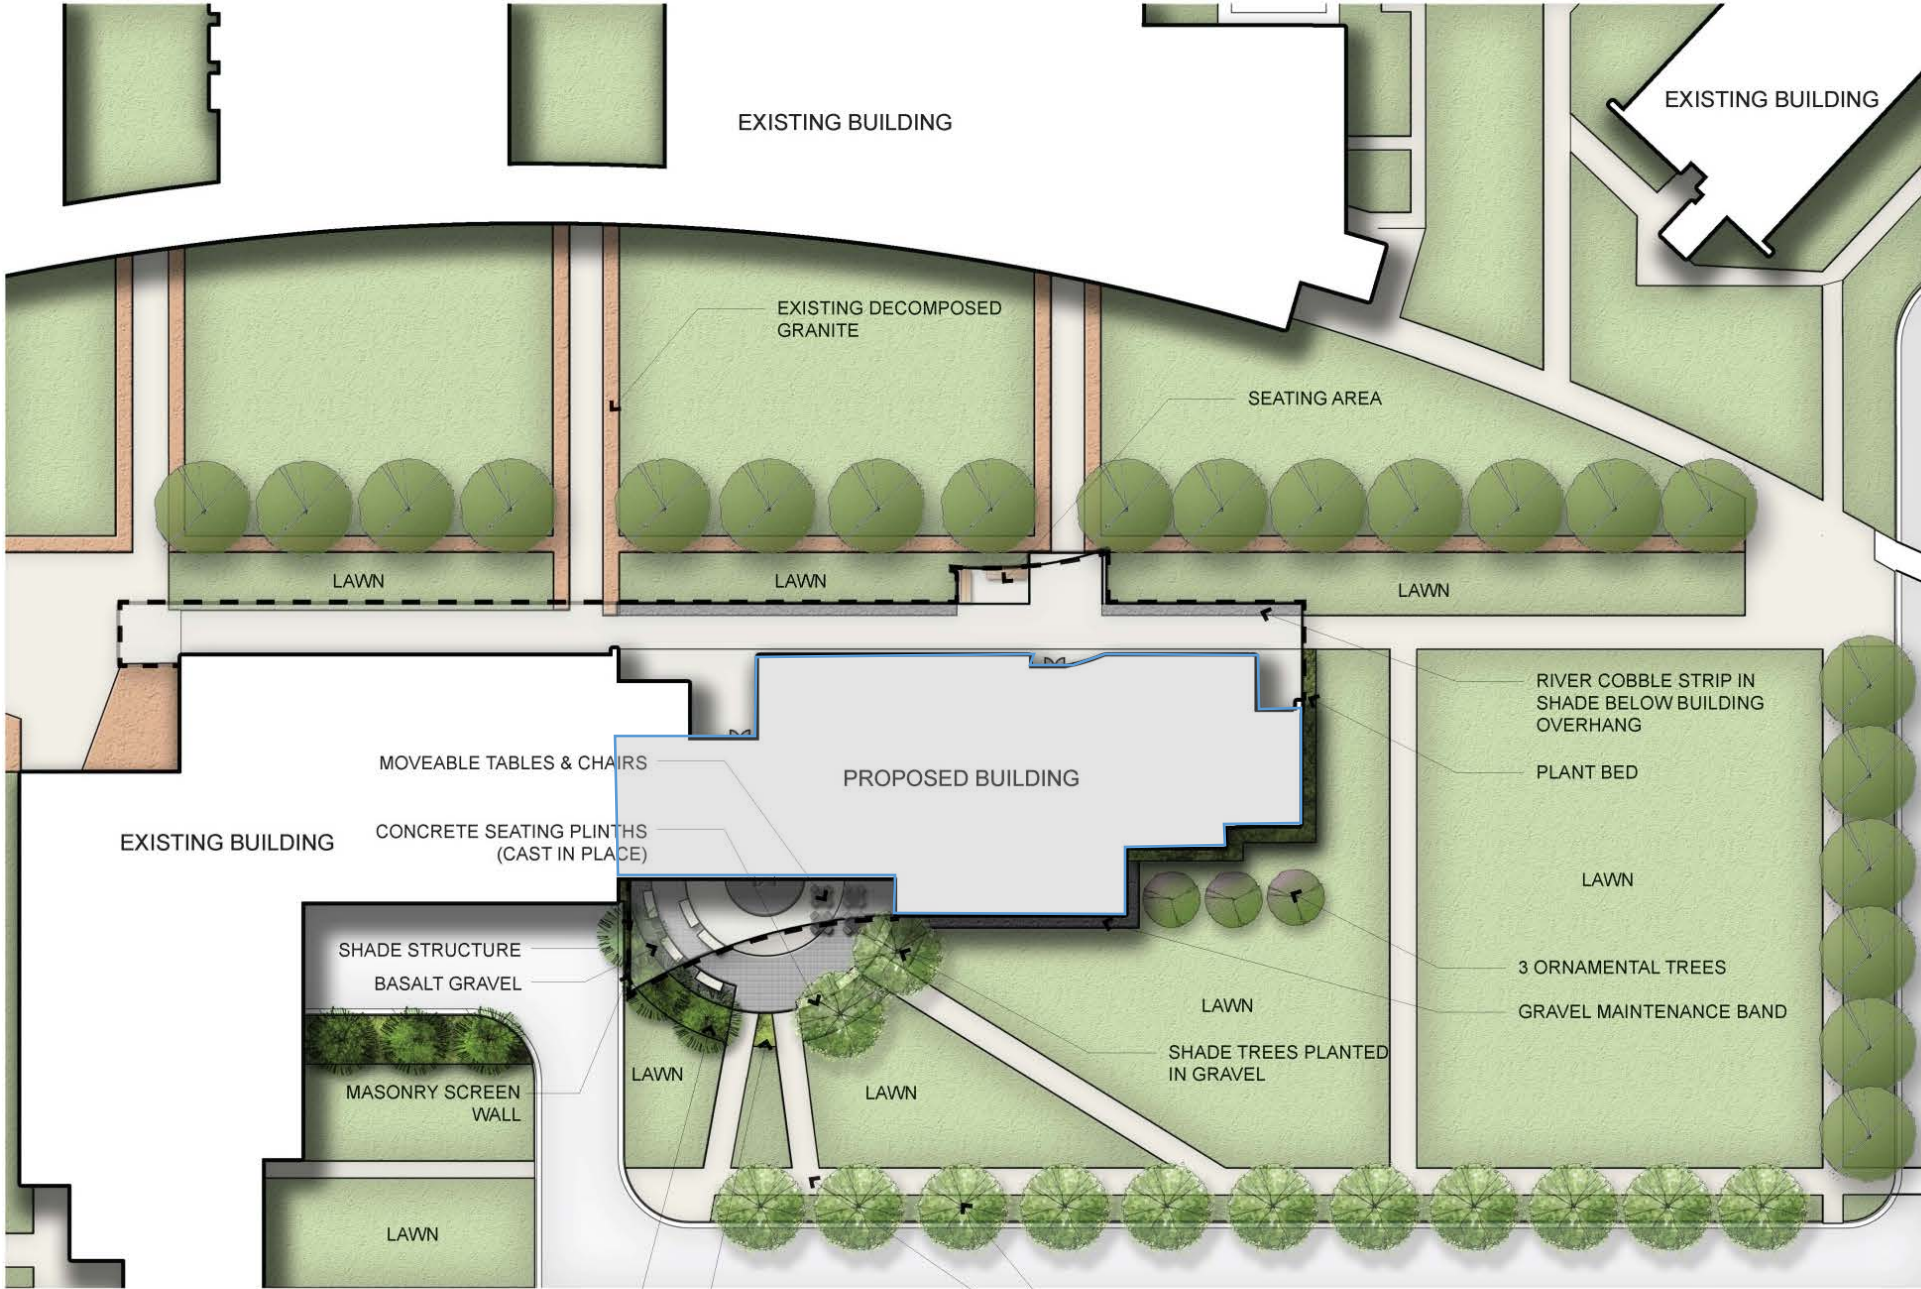 EXISTING BUILDING
EXISTING BUILDING
EXISTING DECOMPOSED
GRANITE
SEATING AREA
LAWN
LAWN
LAWN
RIVER COBBLE STRIP IN
SHADE BELOW BUILDING
OVERHANG
PLANT BED
MOVEABLE TABLES & CHAIRS
PROPOSED BUILDING
CONCRETE SEATING PLINTHS
(CAST IN PLACE)
EXISTING BUILDING
LAWN
SHADE STRUCTURE
BASALT GRAVEL
3 ORNAMENTAL TREES
GRAVEL MAINTENANCE BAND
LAWN
SHADE TREES PLANTED
IN GRAVEL
LAWN
LAWN
MASONRY SCREEN
WALL
LAWN